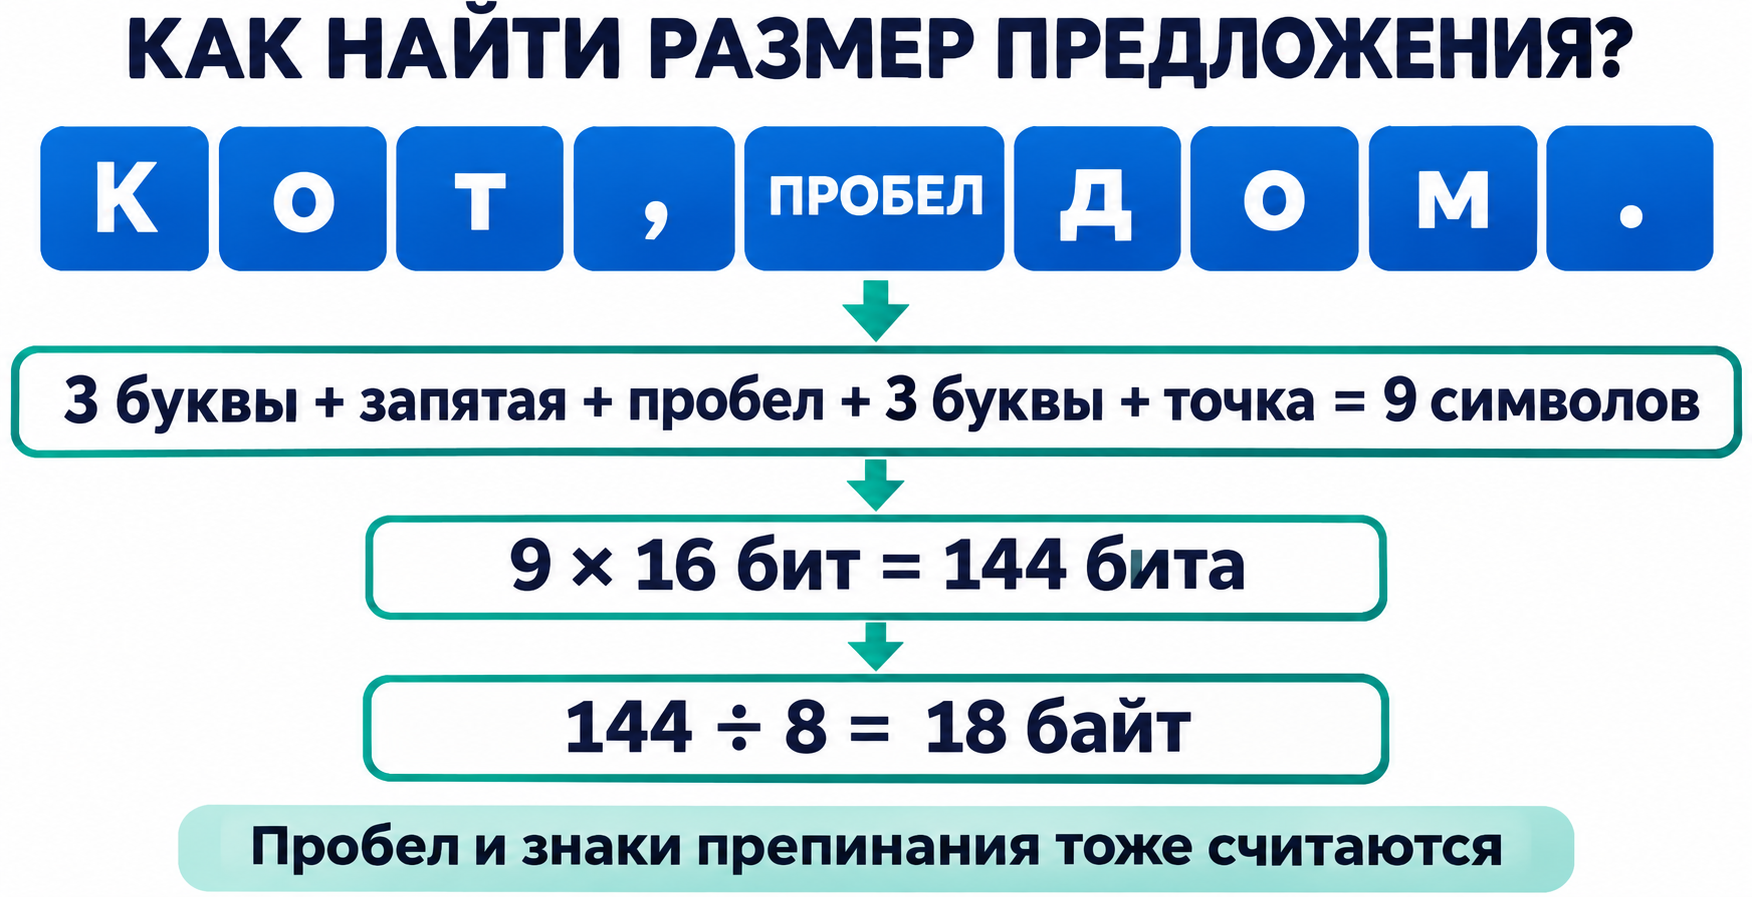 КАК НАЙТИ РАЗМЕР ПРЕДЛОЖЕНИЯ?
К о т , ПРОБЕЛ д о м .
3 буквы + запятая + пробел + 3 буквы + точка = 9 символов
9 × 16 бит = 144 бита
144 ÷ 8 = 18 байт
Пробел и знаки препинания тоже считаются